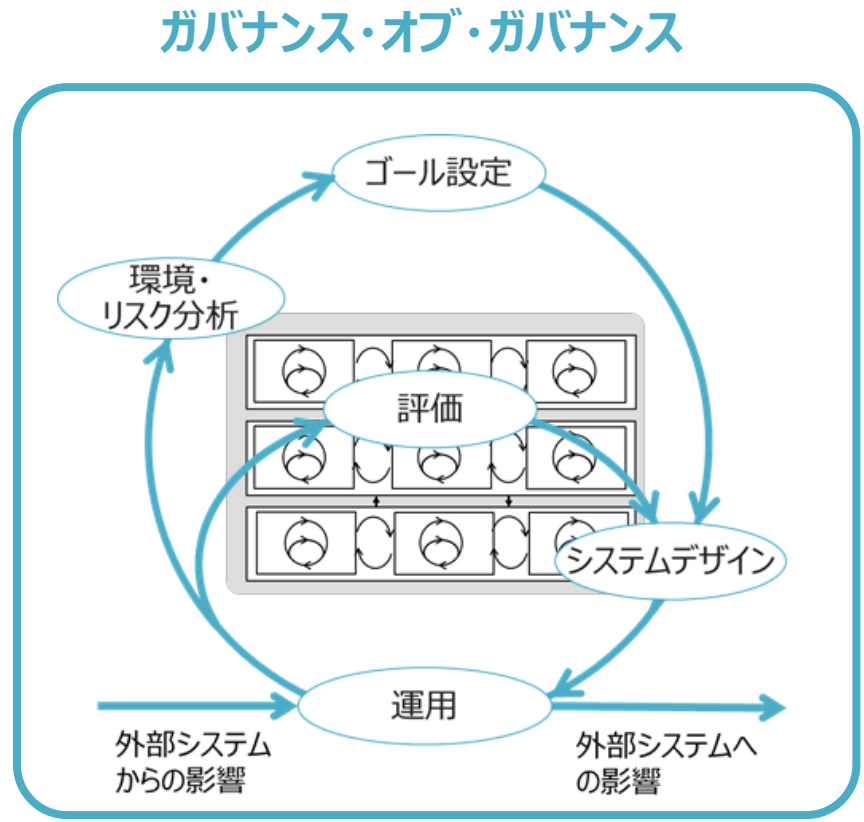 ガバナンス・オブ・ガバナンス
ゴール設定
環境・
リスク分析
評価
システムデザイン
運用
外部システム
からの影響
外部システムへ
の影響